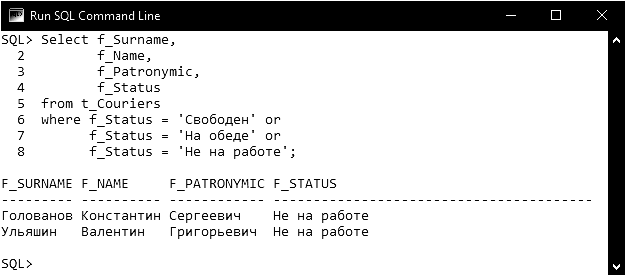 Run SQL Command Line
SQL> Select f_Surname,
  2         f_Name,
  3         f_Patronymic,
  4         f_Status
  5  from t_Couriers
  6  where f_Status = 'Свободен' or
  7        f_Status = 'На обеде' or
  8        f_Status = 'Не на работе';
F_SURNAME F_NAME     F_PATRONYMIC F_STATUS
--------- ---------- ------------ ----------------------------------------
Голованов Константин Сергеевич    Не на работе
Ульяшин   Валентин   Григорьевич  Не на работе
SQL>